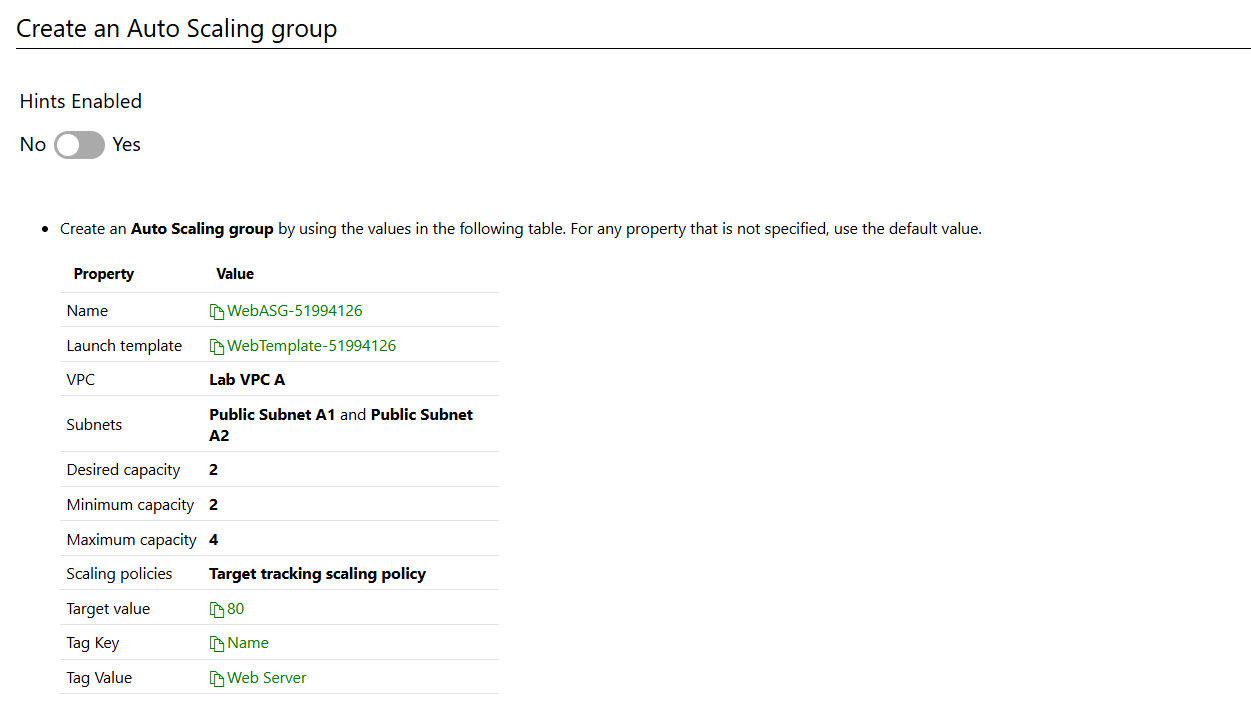 Create an Auto Scaling group
Hints Enabled
No Yes
Create an Auto Scaling group by using the values in the following table. For any property that is not specified, use the default value.
Property Value
Name WebASG-51994126
Launch template WebTemplate-51994126
VPC Lab VPC A
Subnets Public Subnet A1 and Public Subnet
A2
Desired capacity 2
Minimum capacity 2
Maximum capacity 4
Scaling policies Target tracking scaling policy
Target value 80
Tag Key Name
Tag Value Web Server